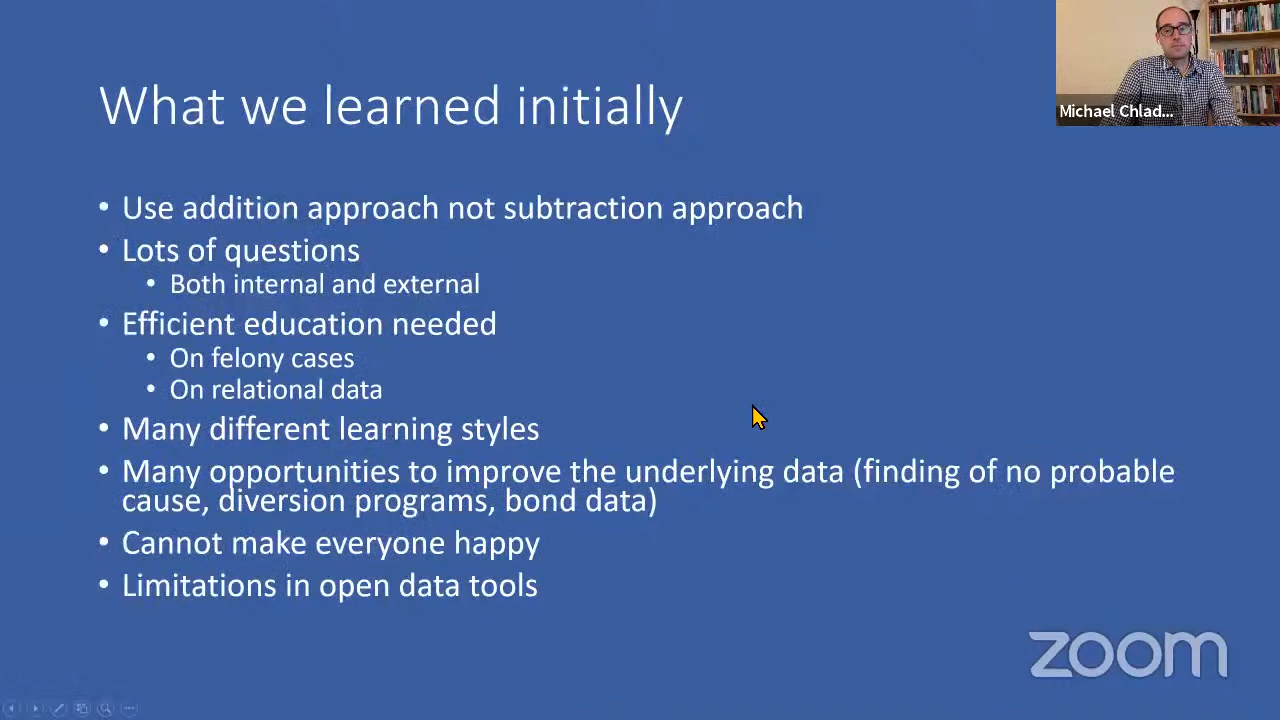 What we learned initially
Michael Chlad...
• Use addition approach not subtraction approach
• Lots of questions
• Both internal and external
• Efficient education needed
• On felony cases
• On relational data
• Many different learning styles
• Many opportunities to improve the underlying data (finding of no probable
cause, diversion programs, bond data)
• Cannot make everyone happy
• Limitations in open data tools
zoom